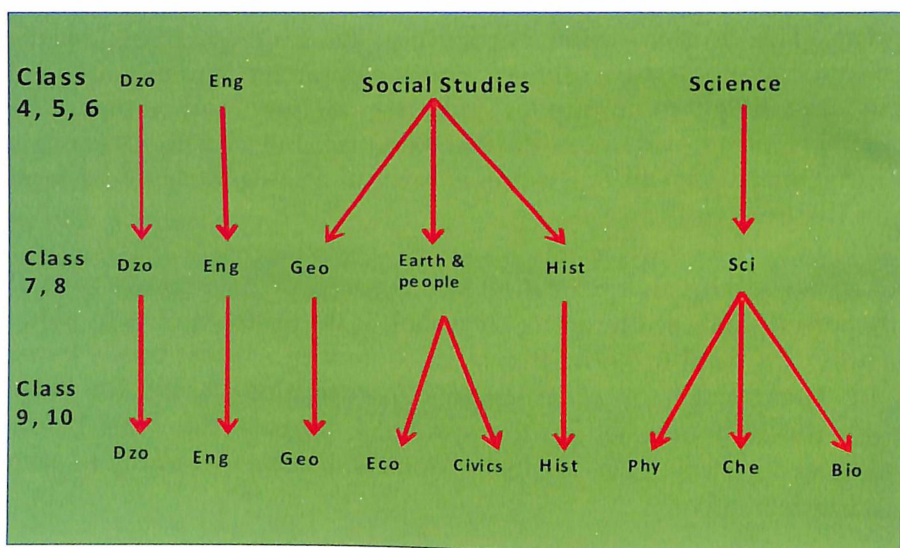 Class Dzo Eng Social Studies Science
4, 5, 6
Class Dzo Eng Geo Earth & Hist Sci
7, 8 people
Class
9, 10
Dzo Eng Geo Eco Civics Hist Phy Che Bio